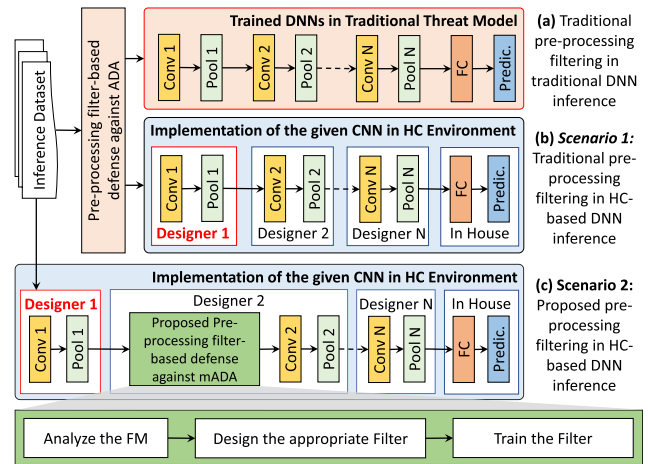 Inference Dataset
Pre-processing filter-based
defense against ADA
Trained DNNs in Traditional Threat Model
Conv 1
Pool 1
Conv 2
Pool 2
Conv N
Pool N
FC
Predic.
(a) Traditional
pre-processing
filtering in
traditional DNN
inference
Implementation of the given CNN in HC Environment
Conv 1
Pool 1
Designer 1
Conv 2
Pool 2
Designer 2
Conv N
Pool N
Designer N
FC
Predic.
In House
(b) Scenario 1:
Traditional pre-
processing
filtering in HC-
based DNN
inference
Implementation of the given CNN in HC Environment
Designer 1
Conv 1
Pool 1
Designer 2
Proposed Pre-
processing filter-
based defense
against mADA
Conv 2
Pool 2
Designer N
Conv N
Pool N
In House
FC
Predic.
(c) Scenario 2:
Proposed pre-
processing
filtering in HC-
based DNN
inference
Analyze the FM
Design the appropriate Filter
Train the Filter